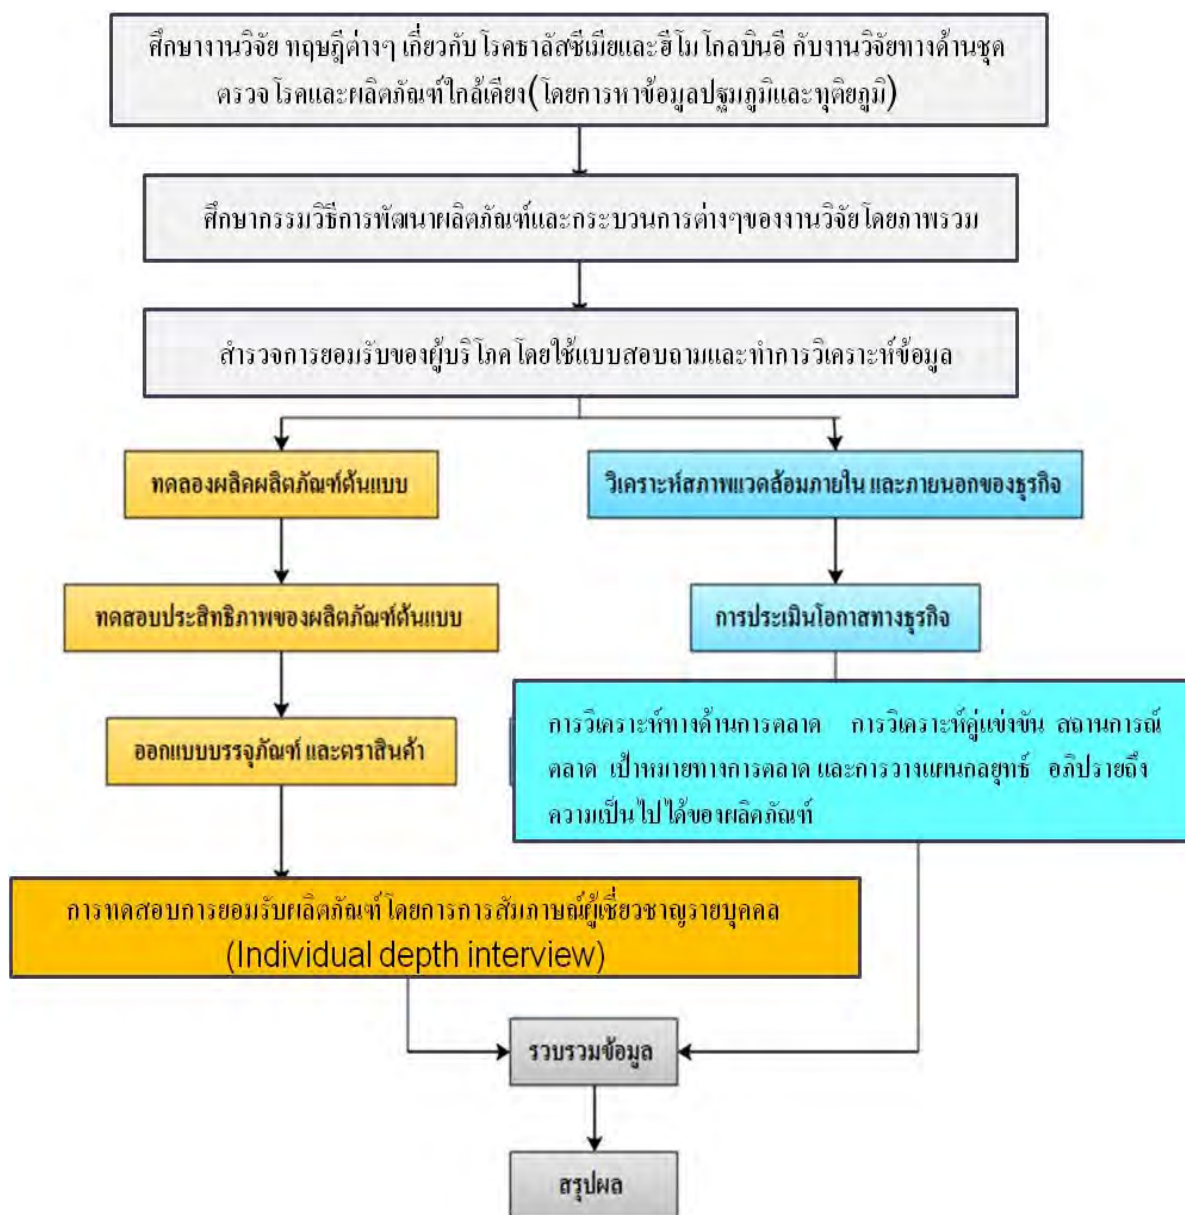 ศึกษางานวิจัย ทฤษฎีต่างๆ เกี่ยวกับโรคธาลัสซีเมียและฮีโมโกลบินอี กับงานวิจัยทางด้านชุด
ตรวจโรคและผลิตภัณฑ์ใกล้เคียง(โดยการหาข้อมูลปฐมภูมิและทุติยภูมิ)
ศึกษากรรมวิธีการพัฒนาผลิตภัณฑ์และกระบวนการต่างๆของงานวิจัยโดยภาพรวม
สำรวจการยอมรับของผู้บริโภคโดยใช้แบบสอบถามและทำการวิเคราะห์ข้อมูล
ทดลองผลิตผลิตภัณฑ์ต้นแบบ
ทดสอบประสิทธิภาพของผลิตภัณฑ์ต้นแบบ
ออกแบบบรรจุภัณฑ์ และตราสินค้า
การทดสอบการยอมรับผลิตภัณฑ์โดยการการสัมภาษณ์ผู้เชี่ยวชาญรายบุคคล
(Individual depth interview)
วิเคราะห์สภาพแวดล้อมภายใน และภายนอกของธุรกิจ
การประเมินโอกาสทางธุรกิจ
การวิเคราะห์ทางด้านการตลาด การวิเคราะห์คู่แข่งขัน สถานการณ์
ตลาด เป้าหมายทางการตลาด และการวางแผนกลยุทธ์ อภิปรายถึง
ความเป็นไปได้ของผลิตภัณฑ์
รวบรวมข้อมูล
สรุปผล